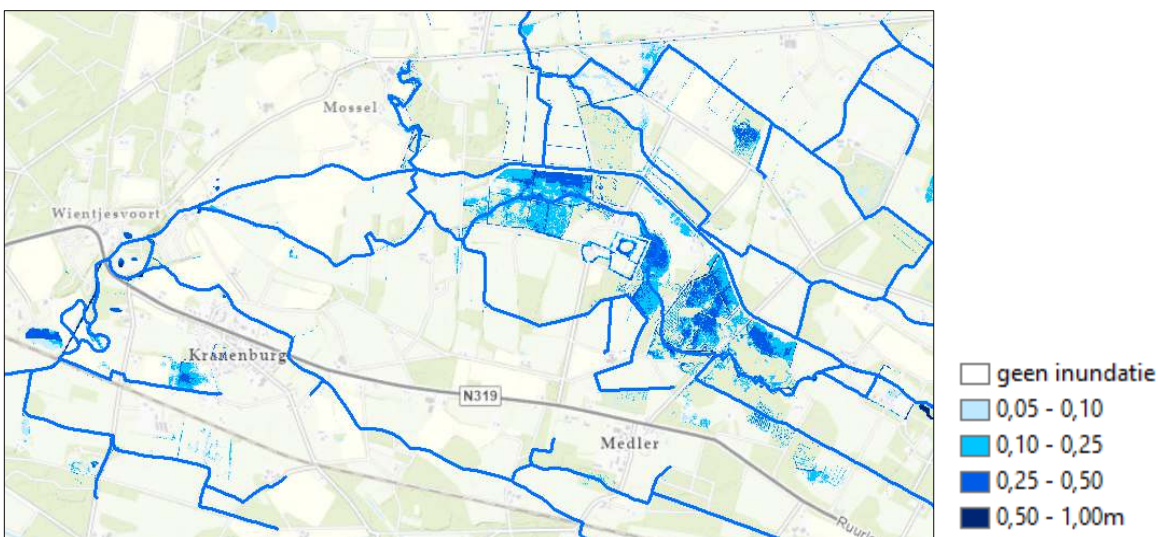 Mossel
Wientjesvoort
Kranenburg
N319
Medler
Ruurl
geen inundatie
0,05 - 0,10
0,10 - 0,25
0,25 - 0,50
0,50 - 1,00m